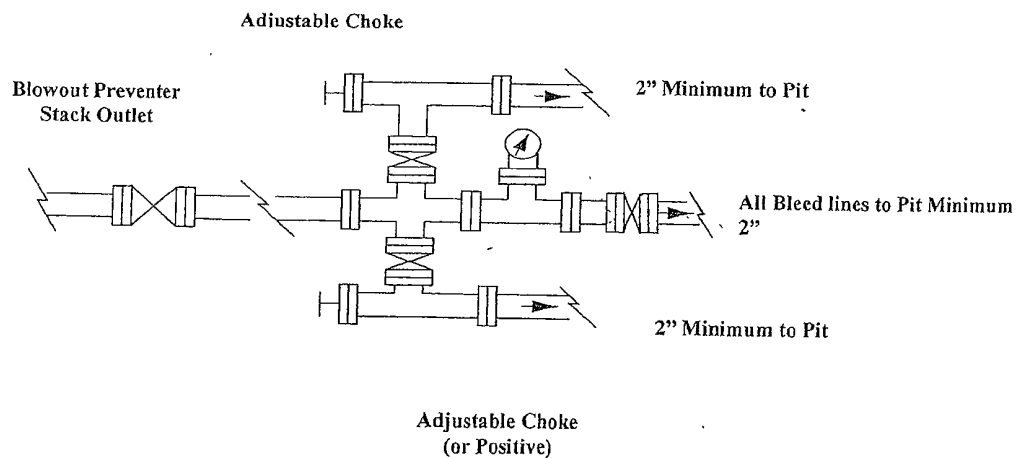 Adjustable Choke
Blowout Preventer
Stack Outlet
2” Minimum to Pit
All Bleed lines to Pit Minimum
2”
2” Minimum to Pit
Adjustable Choke
(or Positive)